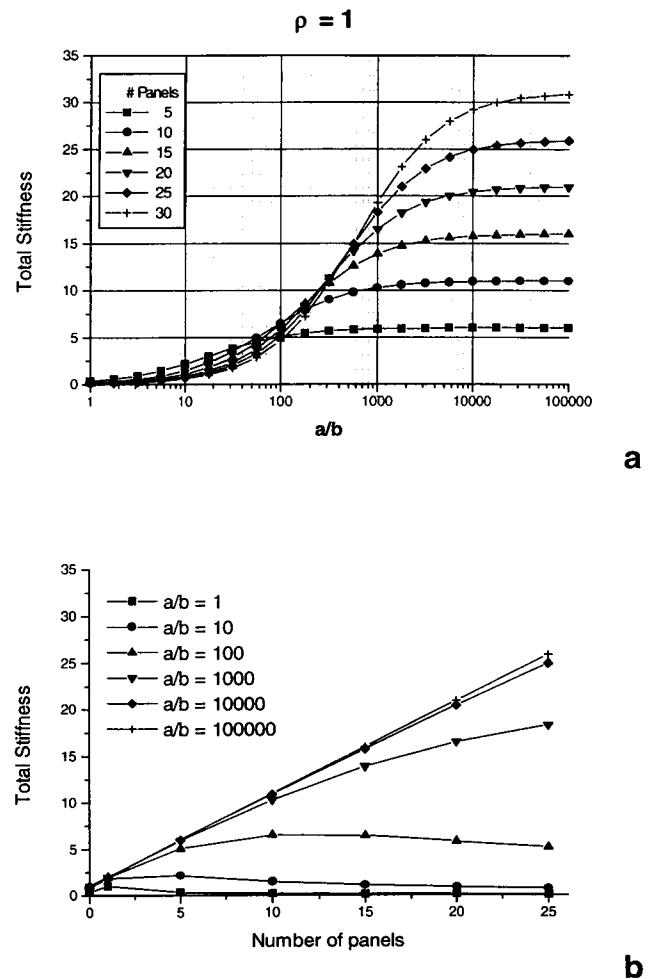 ρ = 1
35
30
25
20
15
10
5
0
Total Stiffness
# Panels
5
10
15
20
25
30
1
10
100
1000
10000
100000
a/b
a
35
30
25
20
15
10
5
0
Total Stiffness
a/b = 1
a/b = 10
a/b = 100
a/b = 1000
a/b = 10000
a/b = 100000
0
5
10
15
20
25
Number of panels
b